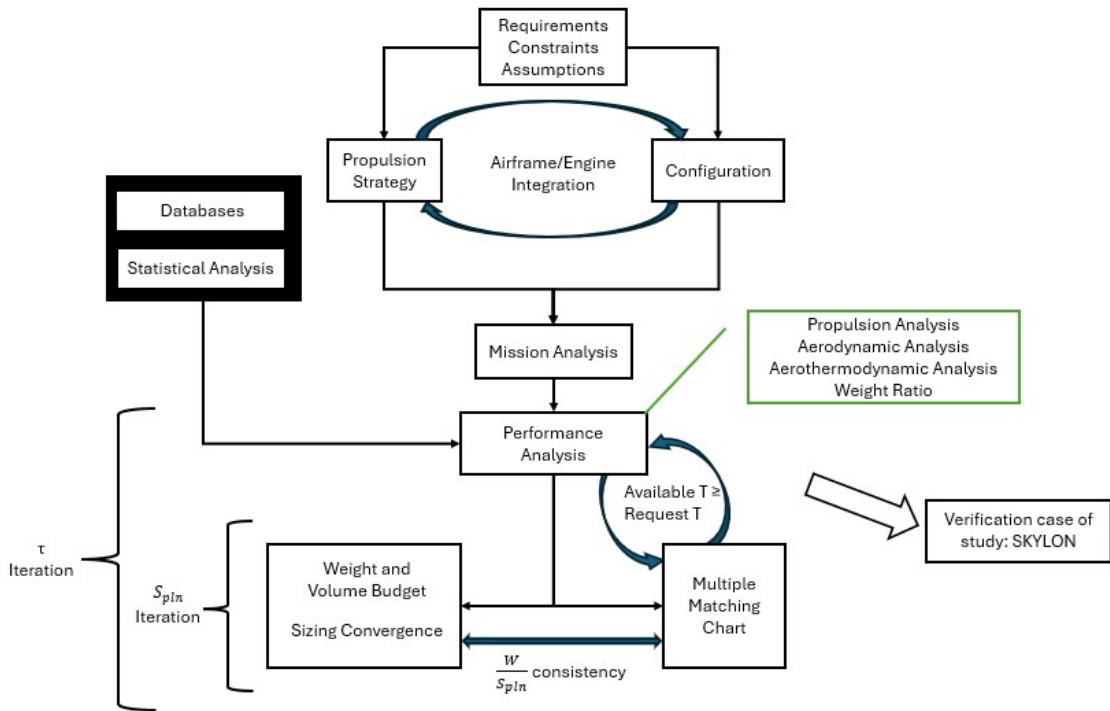 Requirements
Constraints
Assumptions
Propulsion
Strategy
Airframe/Engine
Integration
Configuration
Databases
Statistical Analysis
Mission Analysis
Propulsion Analysis
Aerodynamic Analysis
Aerothermodynamic Analysis
Weight Ratio
Performance
Analysis
Available T ≥
Request T
Verification case of
study: SKYLON
τ
Iteration
S_pln
Iteration
Weight and
Volume Budget
Sizing Convergence
Multiple
Matching
Chart
W/S_pln consistency